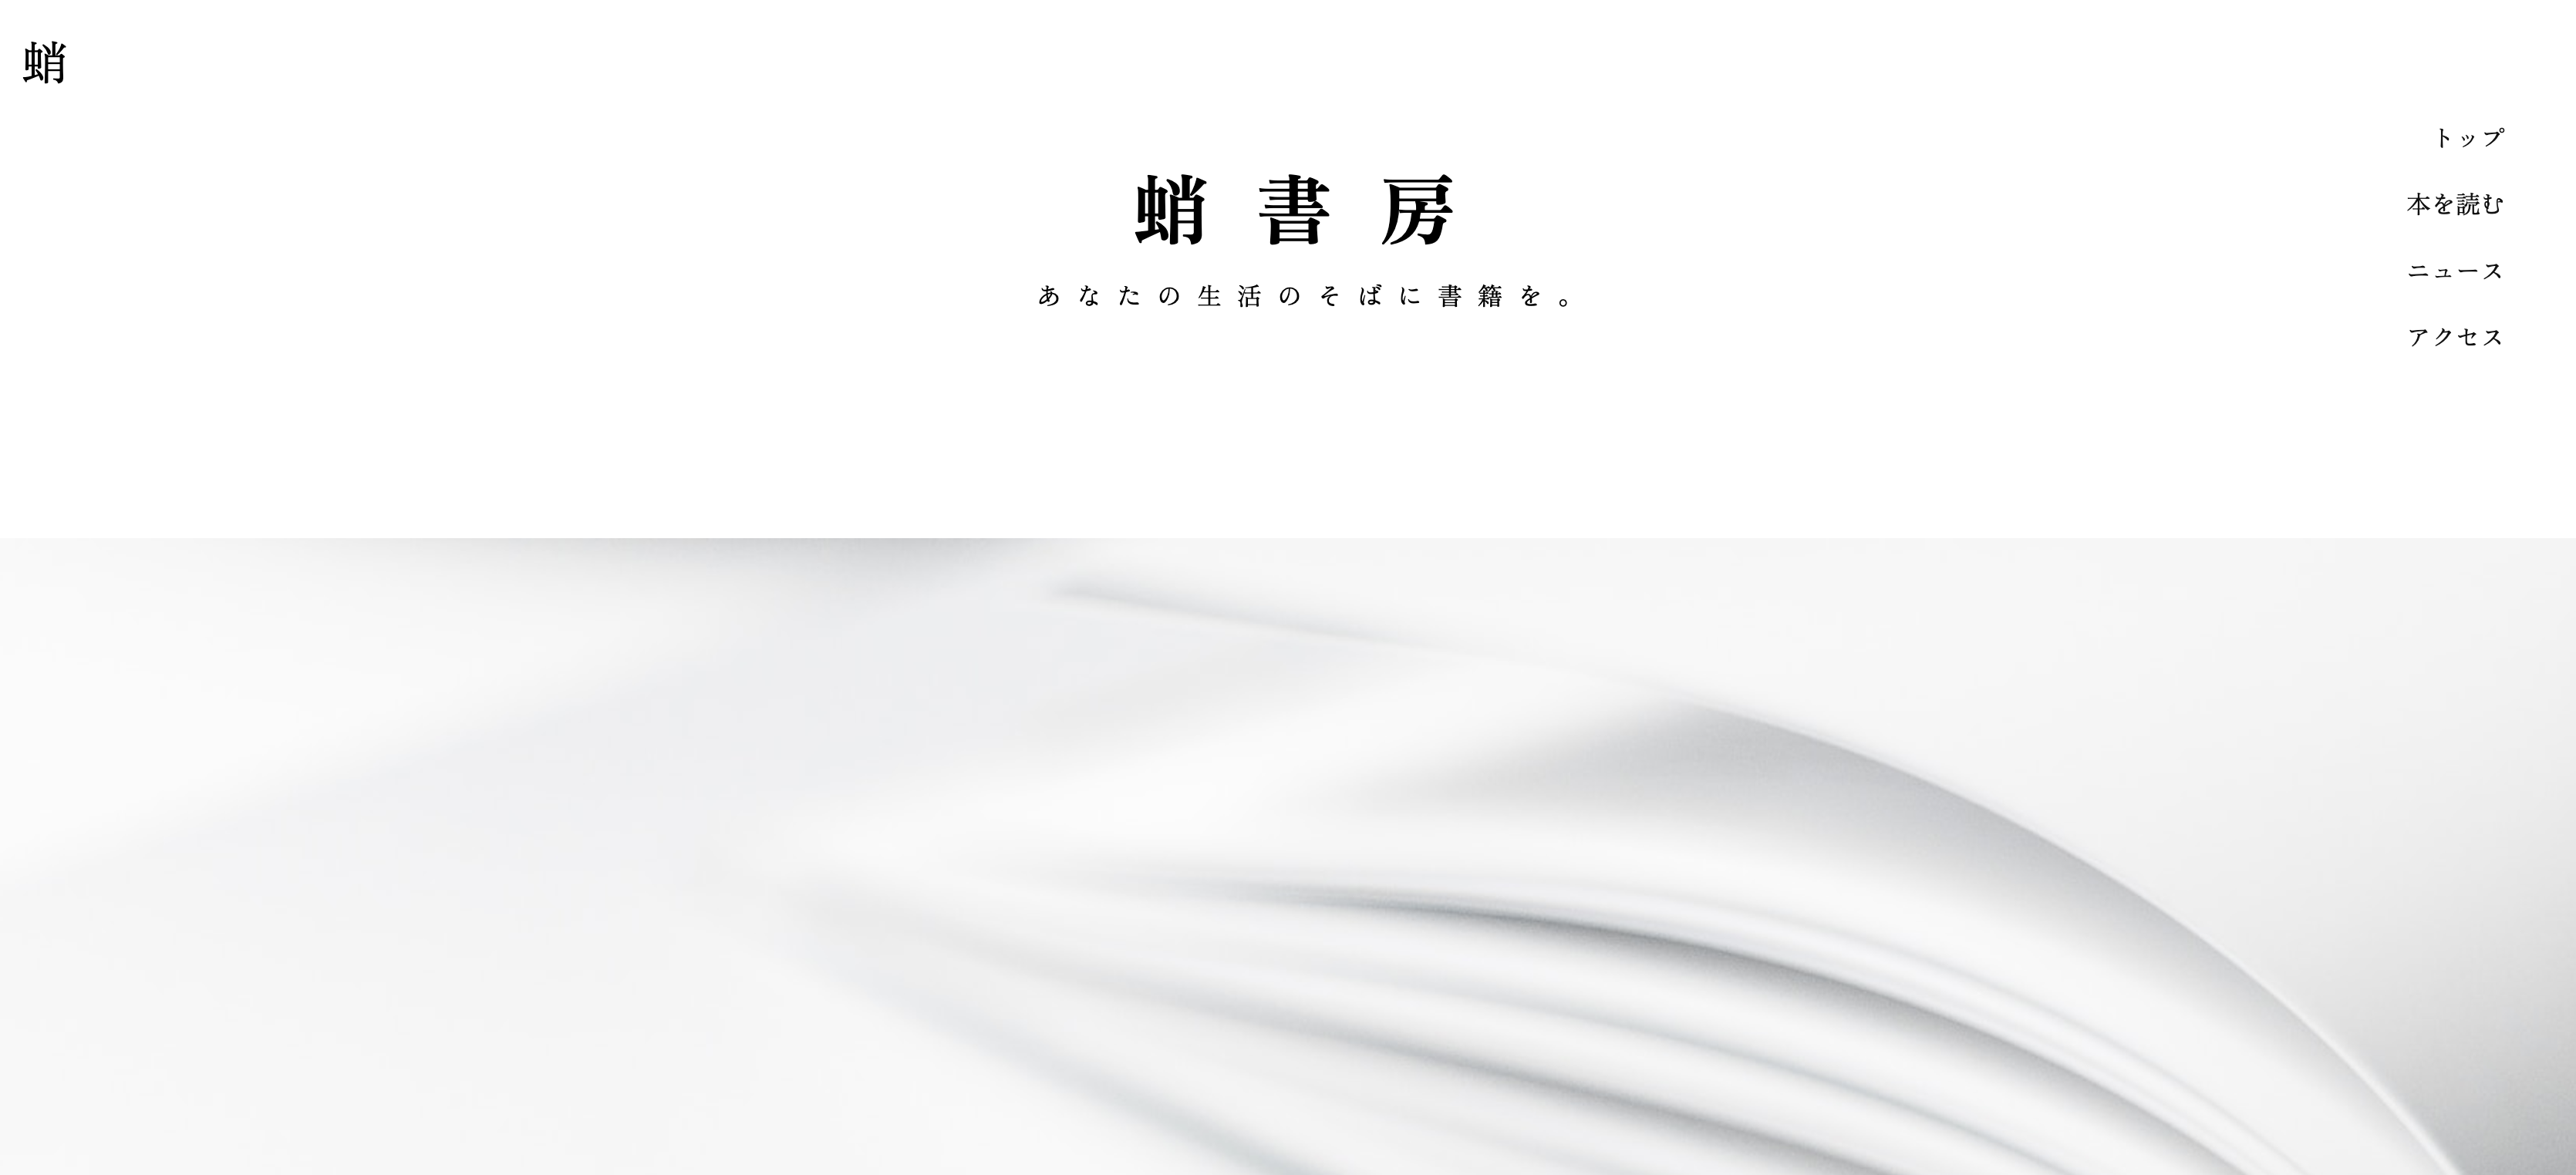 蛸
蛸書房
あなたの生活のそばに書籍を。
トップ
本を読む
ニュース
アクセス